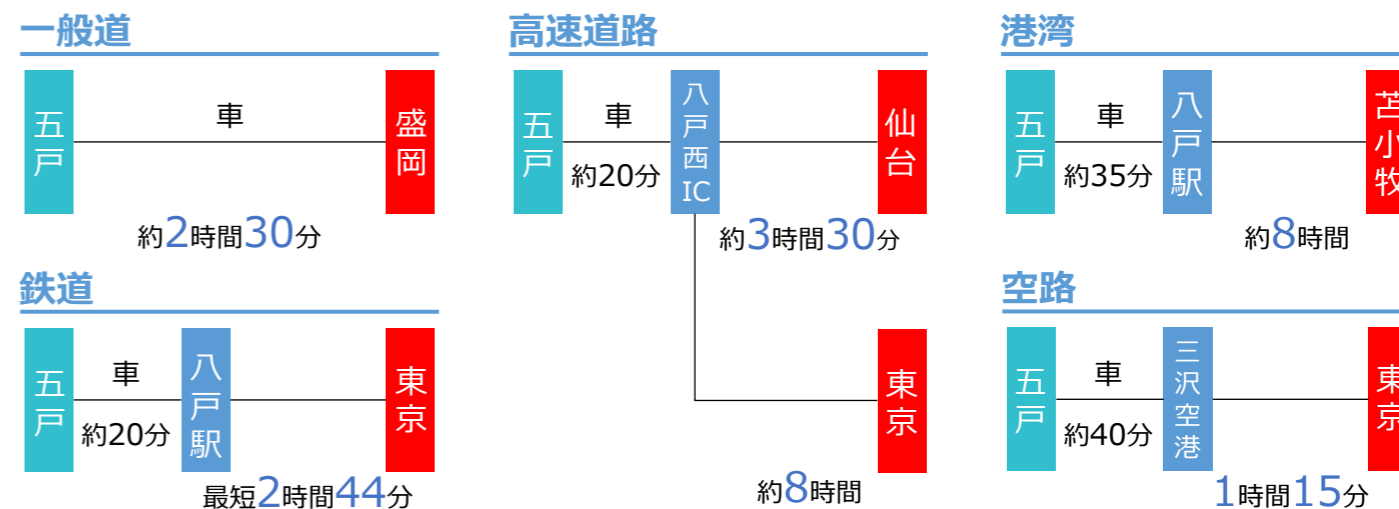 一般道
五戸
車
盛岡
約2時間30分
鉄道
五戸
車
約20分
八戸駅
東京
最短2時間44分
高速道路
五戸
車
約20分
八戸西IC
仙台
約3時間30分
東京
約8時間
港湾
五戸
車
約35分
八戸駅
苫小牧
約8時間
空路
五戸
車
約40分
三沢空港
東京
1時間15分